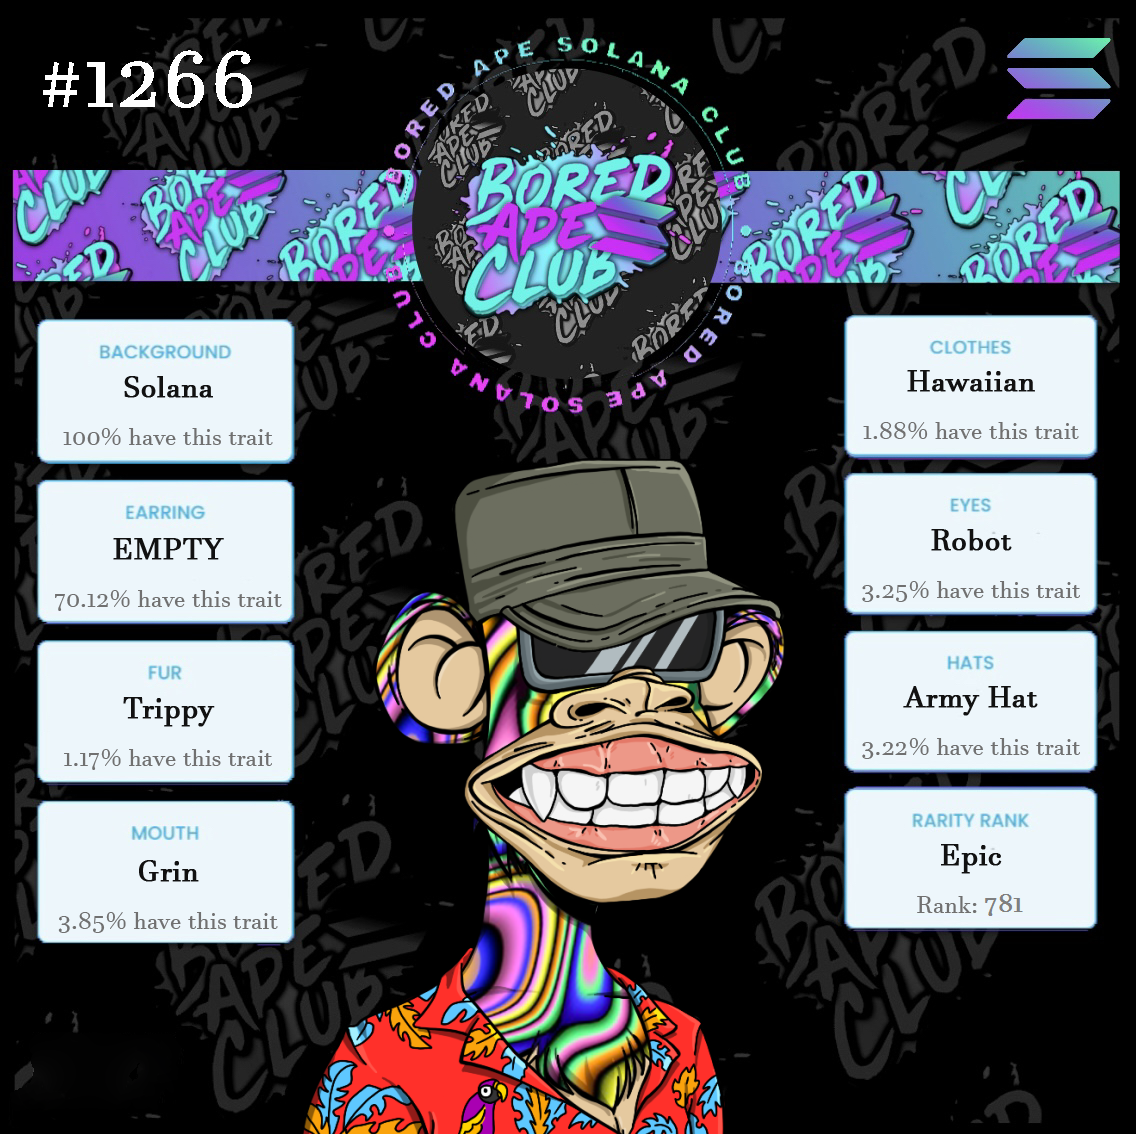 #1266
BORED APE SOLANA CLUB
BORED APE SOLANA CLUB
BORED
APE
CLUB
BACKGROUND
Solana
100% have this trait
EARRING
EMPTY
70.12% have this trait
FUR
Trippy
1.17% have this trait
MOUTH
Grin
3.85% have this trait
CLOTHES
Hawaiian
1.88% have this trait
EYES
Robot
3.25% have this trait
HATS
Army Hat
3.22% have this trait
RARITY RANK
Epic
Rank: 781